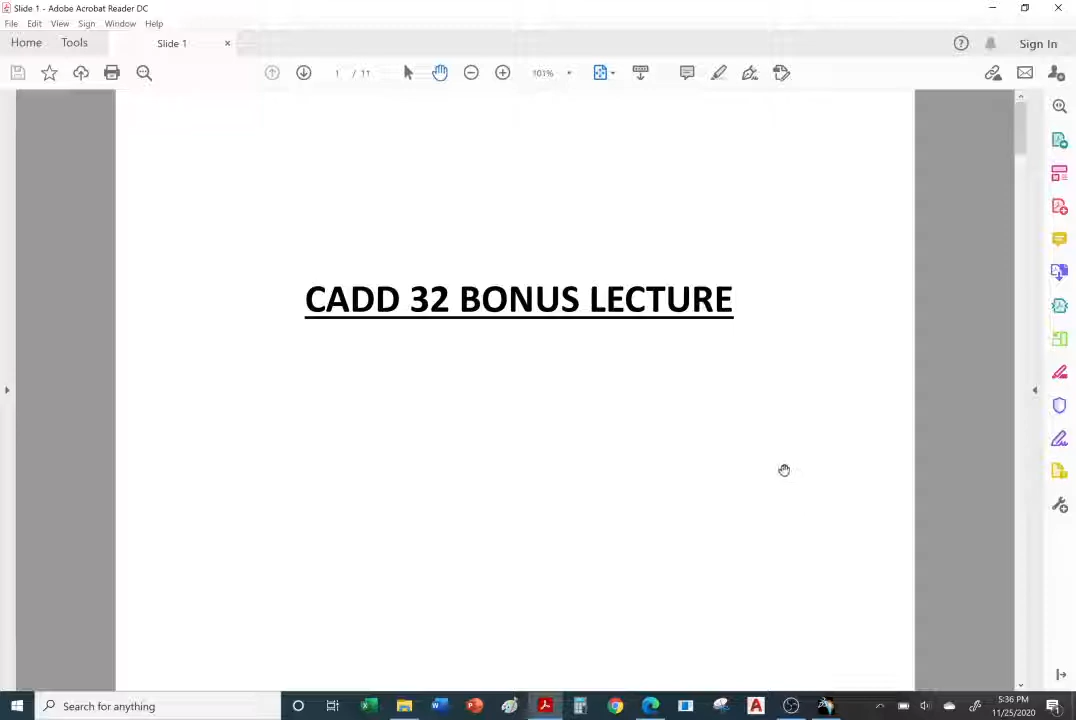 Slide 1 - Adobe Acrobat Reader DC
File Edit View Sign Window Help
Home Tools Slide 1 × Sign In
1 / 11 101%
CADD 32 BONUS LECTURE
Search for anything
5:36 PM
11/25/2020